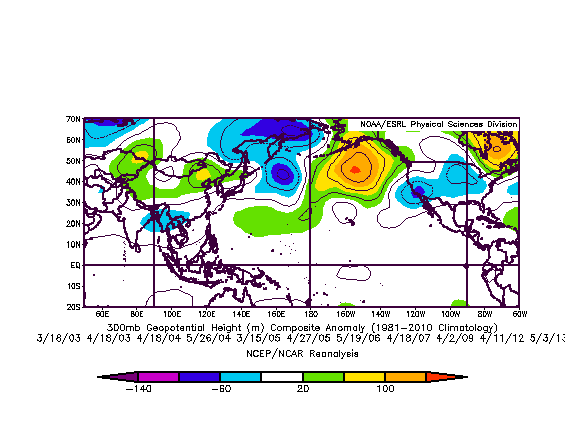 NOAA/ESRL Physical Sciences Division
70N
60N
50N
40N
30N
20N
10N
EQ
10S
20S
60E 80E 100E 120E 140E 160E 180 160W 140W 120W 100W 80W 60W
300mb Geopotential Height (m) Composite Anomaly (1981-2010 Climatology)
3/18/03 4/18/03 4/18/04 5/26/04 3/15/05 4/27/05 5/19/06 4/18/07 4/2/09 4/11/12 5/3/13
NCEP/NCAR Reanalysis
-140 -60 20 100